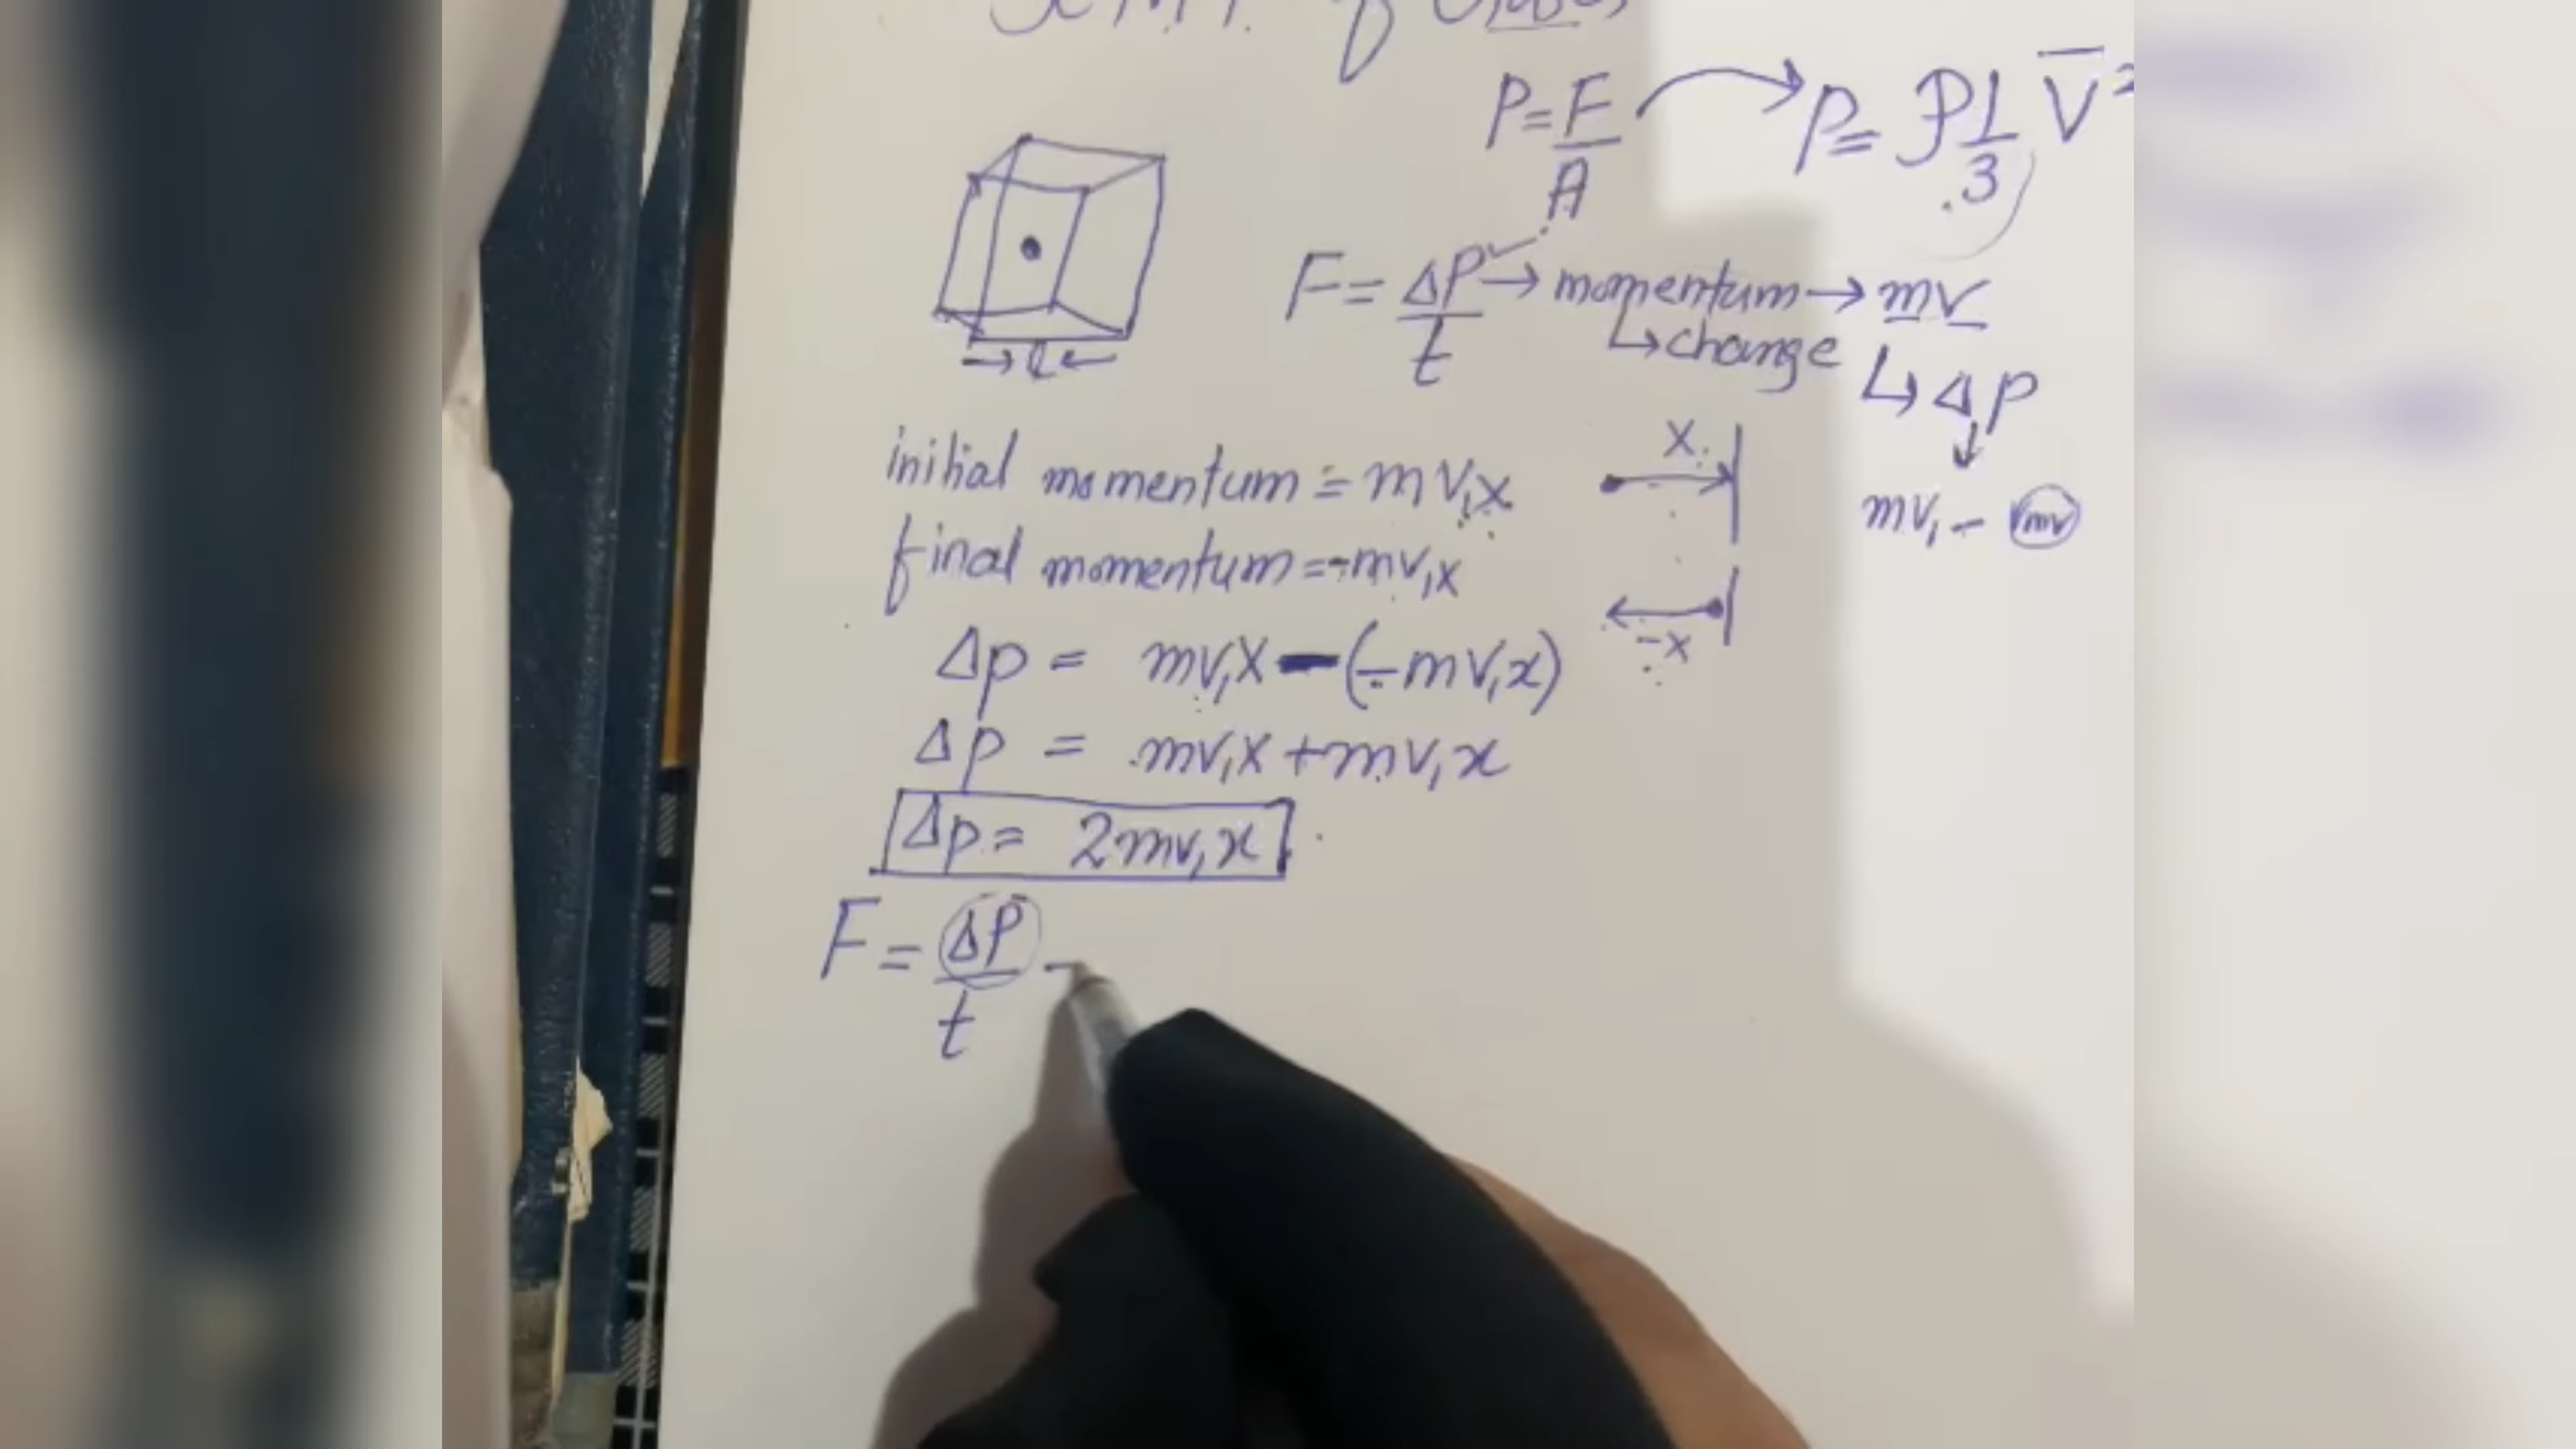 of
P = F/A → P = ρ 1/3 V̄²
l
F = ΔP/t → momentum → mv
↳ change
↳ Δp
↓
mv₁ - mv
initial momentum = mv₁x
X
final momentum = -mv₁x
-x
Δp = mv₁x - (-mv₁x)
Δp = mv₁x + mv₁x
Δp = 2mv₁x
F = ΔP/t